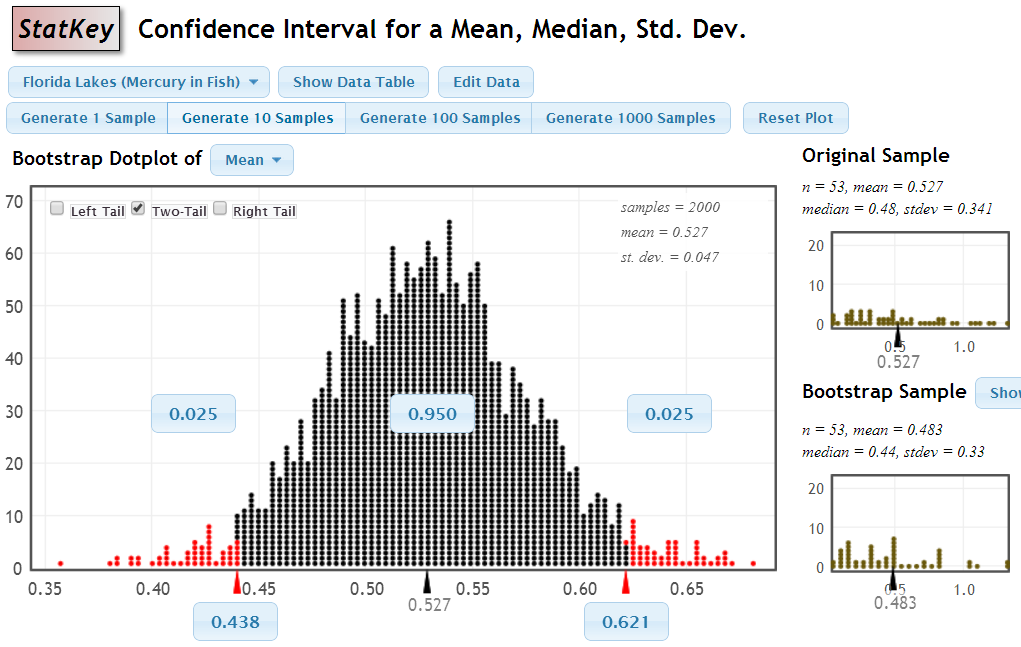 StatKey Confidence Interval for a Mean, Median, Std. Dev.
Florida Lakes (Mercury in Fish) Show Data Table Edit Data
Generate 1 Sample Generate 10 Samples Generate 100 Samples Generate 1000 Samples Reset Plot
Bootstrap Dotplot of Mean
Left Tail Two-Tail Right Tail
samples = 2000
mean = 0.527
st. dev. = 0.047
70
60
50
40
30
20
10
0
0.025 0.950 0.025
0.35 0.40 0.45 0.50 0.55 0.60 0.65
0.527
0.438 0.621
Original Sample
n = 53, mean = 0.527
median = 0.48, stdev = 0.341
20
10
0
0.5 1.0
0.527
Bootstrap Sample Show
n = 53, mean = 0.483
median = 0.44, stdev = 0.33
20
10
0
0.5 1.0
0.483